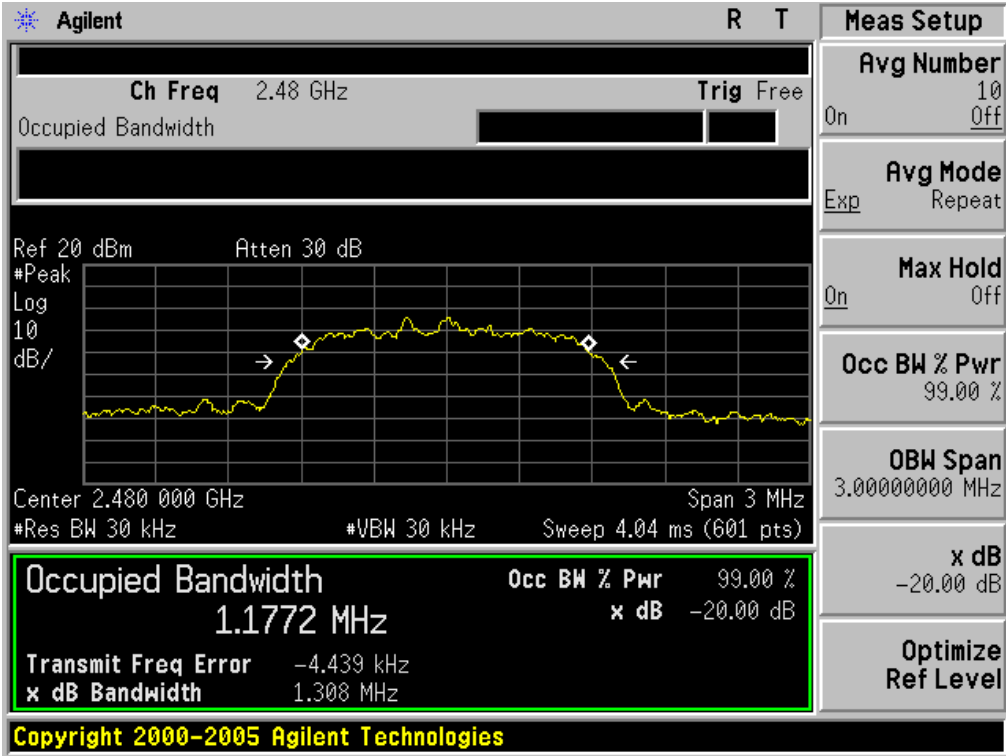 Agilent R T
Ch Freq 2.48 GHz Trig Free
Occupied Bandwidth
Ref 20 dBm Atten 30 dB
#Peak
Log
10
dB/
Center 2.480 000 GHz Span 3 MHz
#Res BW 30 kHz #VBW 30 kHz Sweep 4.04 ms (601 pts)
Occupied Bandwidth Occ BW % Pwr 99.00 %
1.1772 MHz x dB -20.00 dB
Transmit Freq Error -4.439 kHz
x dB Bandwidth 1.308 MHz
Copyright 2000-2005 Agilent Technologies
Meas Setup
Avg Number
10
On Off
Avg Mode
Exp Repeat
Max Hold
On Off
Occ BW % Pwr
99.00 %
OBW Span
3.00000000 MHz
x dB
-20.00 dB
Optimize
Ref Level